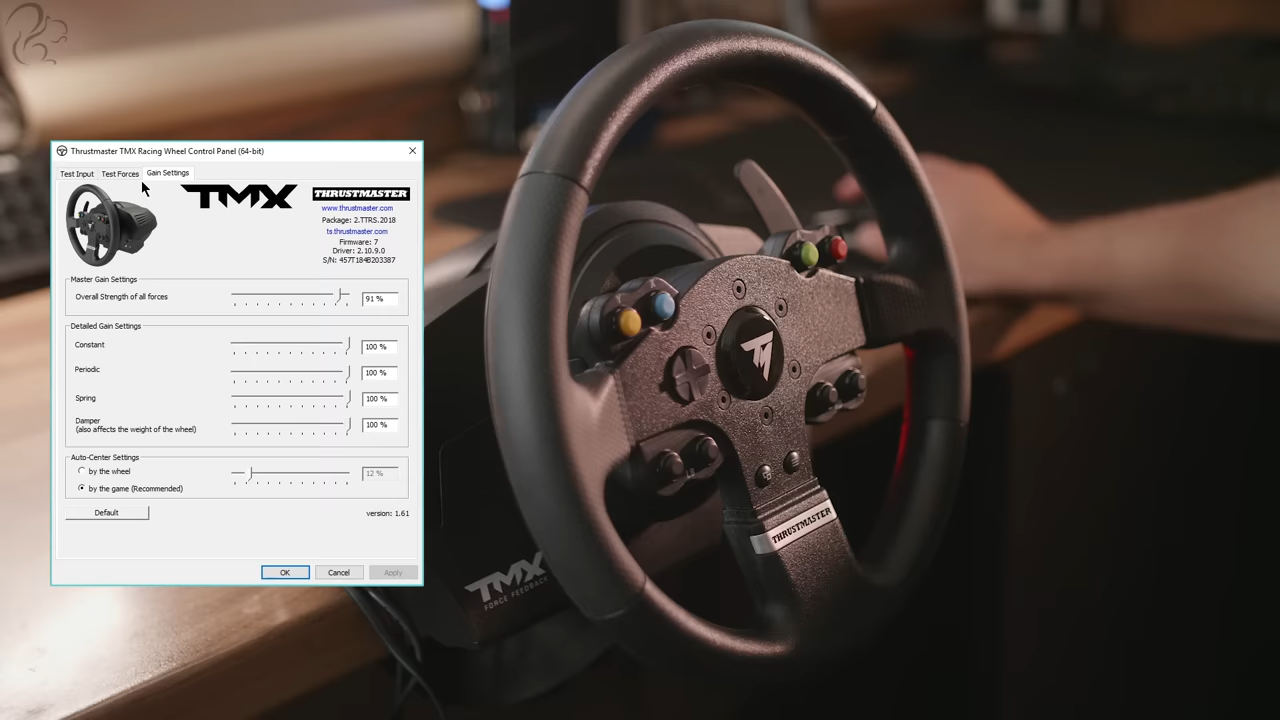 Thrustmaster TMX Racing Wheel Control Panel (64-bit)
Test Input Test Forces Gain Settings
TMX THRUSTMASTER
www.thrustmaster.com
Package: 2.TTRS.2018
ts.thrustmaster.com
Firmware: 7
Driver: 2.10.9.0
S/N: 457T184B203387
Master Gain Settings
Overall Strength of all forces 91 %
Detailed Gain Settings
Constant 100 %
Periodic 100 %
Spring 100 %
Damper 100 %
(also affects the weight of the wheel)
Auto-Center Settings
by the wheel 12 %
by the game (Recommended)
Default version: 1.61
OK Cancel Apply
THRUSTMASTER
TMX
FORCE FEEDBACK